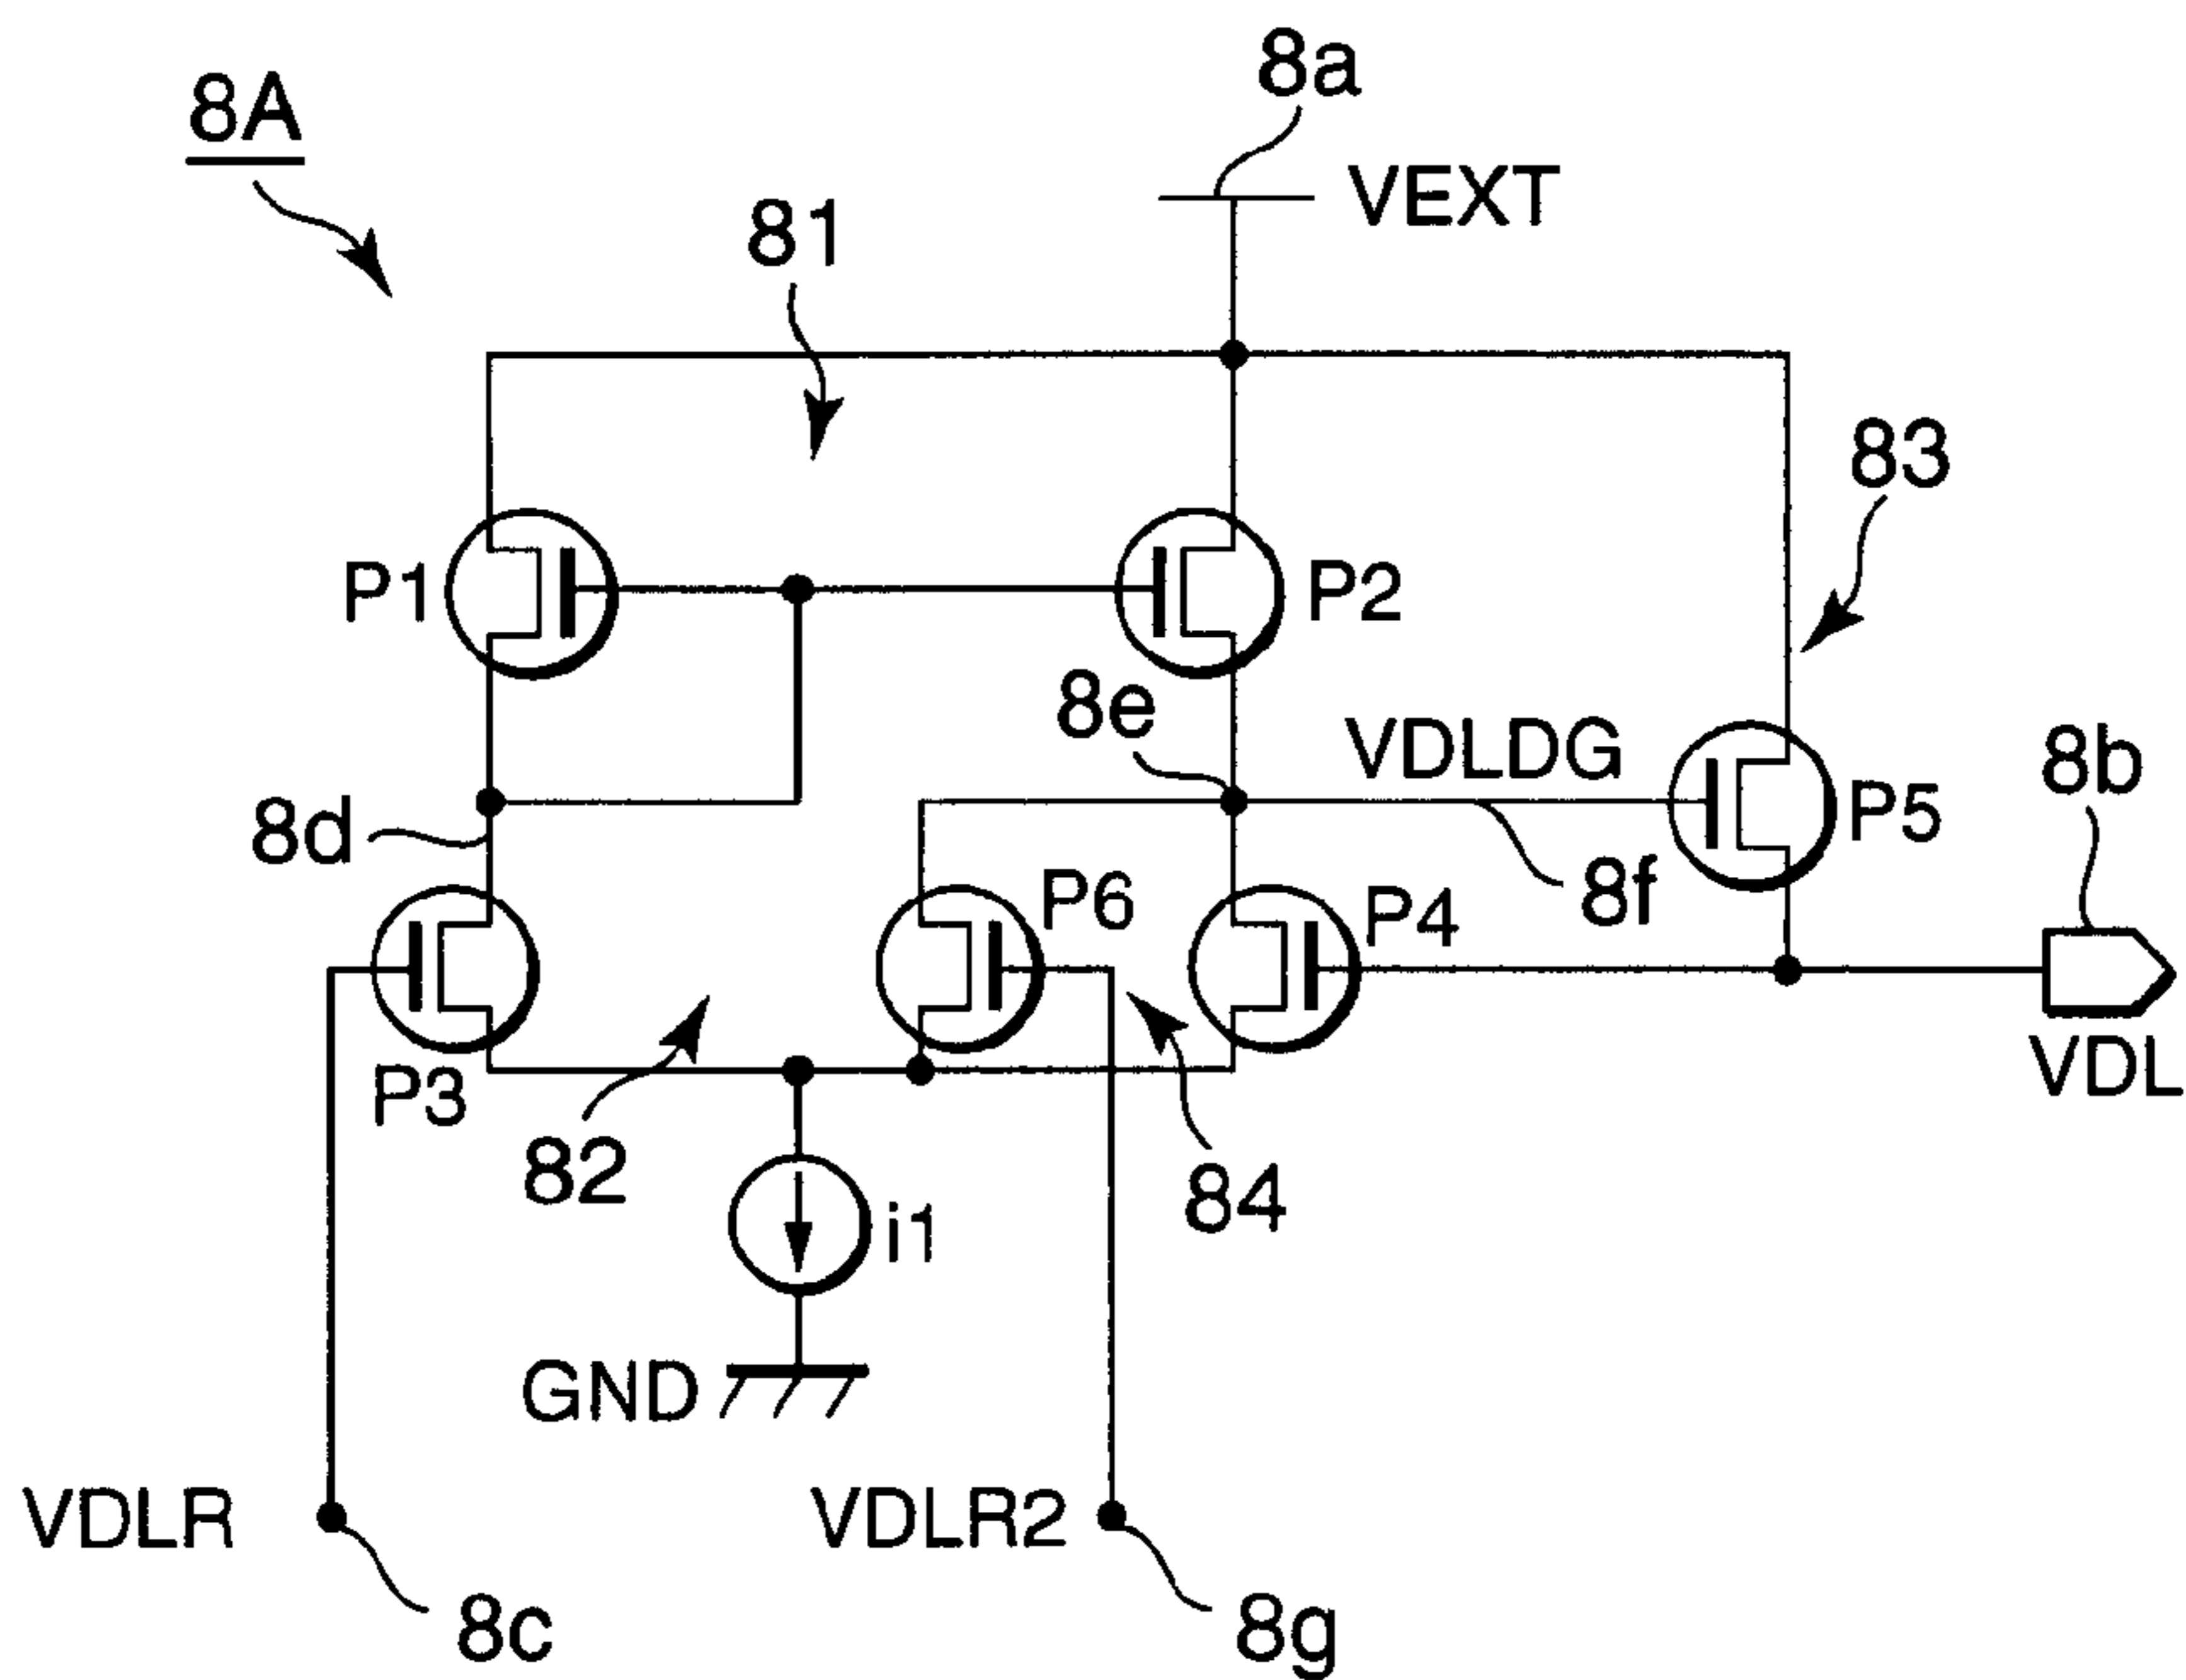 8a
8A
VEXT
81
83
P1
P2
8e
VDLDG
8b
8d
P5
P6
P4
8f
P3
VDL
82
84
i1
GND
VDLR
VDLR2
8c
8g